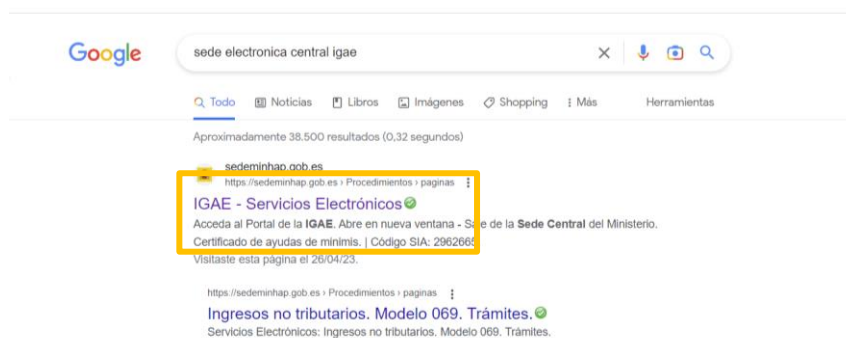 Google
sede electronica central igae
Todo Noticias Libros Imágenes Shopping Más Herramientas
Aproximadamente 38.500 resultados (0,32 segundos)
sedeminhap.gob.es
https://sedeminhap.gob.es › Procedimientos › paginas
IGAE - Servicios Electrónicos
Acceda al Portal de la IGAE. Abre en nueva ventana - Sale de la Sede Central del Ministerio.
Certificado de ayudas de minimis. | Código SIA: 2962665
Visitaste esta página el 26/04/23.
https://sedeminhap.gob.es › Procedimientos › paginas
Ingresos no tributarios. Modelo 069. Trámites.
Servicios Electrónicos: Ingresos no tributarios. Modelo 069. Trámites.